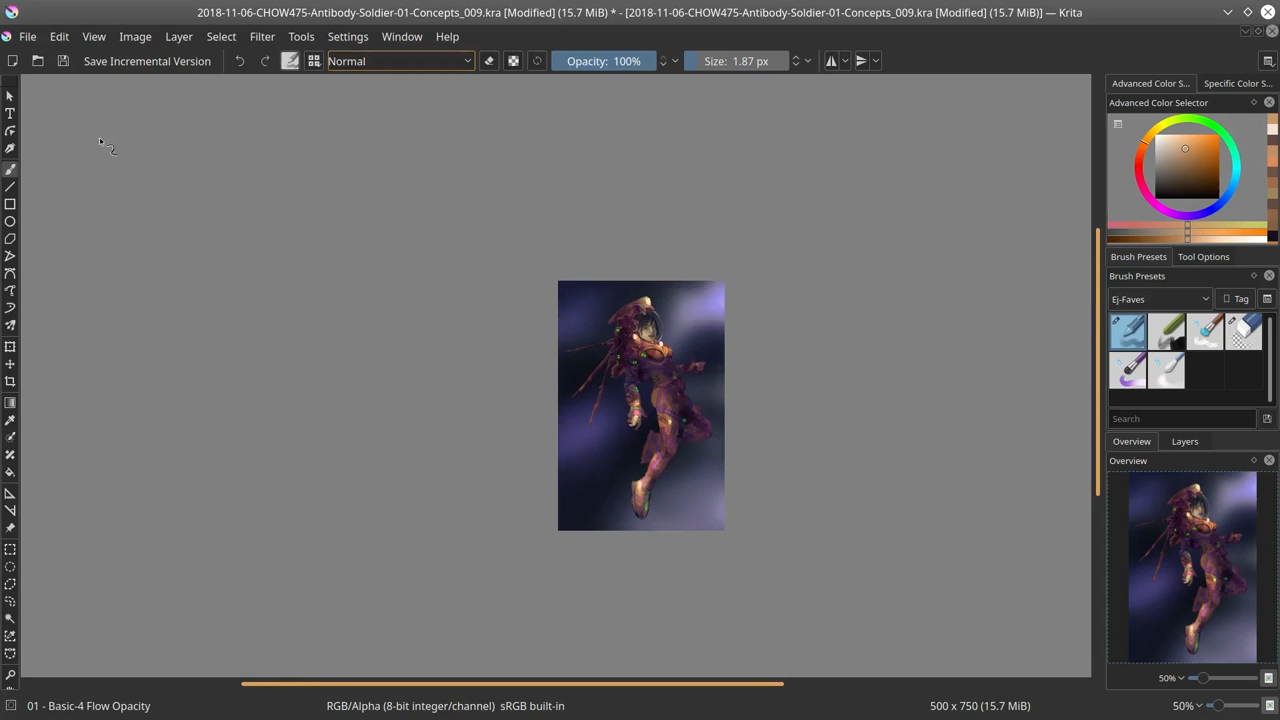 2018-11-06-CHOW475-Antibody-Soldier-01-Concepts_009.kra [Modified] (15.7 MiB) * - [2018-11-06-CHOW475-Antibody-Soldier-01-Concepts_009.kra [Modified] (15.7 MiB)] — Krita
File Edit View Image Layer Select Filter Tools Settings Window Help
Save Incremental Version Normal Opacity: 100% Size: 1.87 px
Advanced Color S... Specific Color S...
Advanced Color Selector
Brush Presets Tool Options
Brush Presets
Ej-Faves Tag
Search
Overview Layers
Overview
50%
01 - Basic-4 Flow Opacity RGB/Alpha (8-bit integer/channel) sRGB built-in 500 x 750 (15.7 MiB) 50%